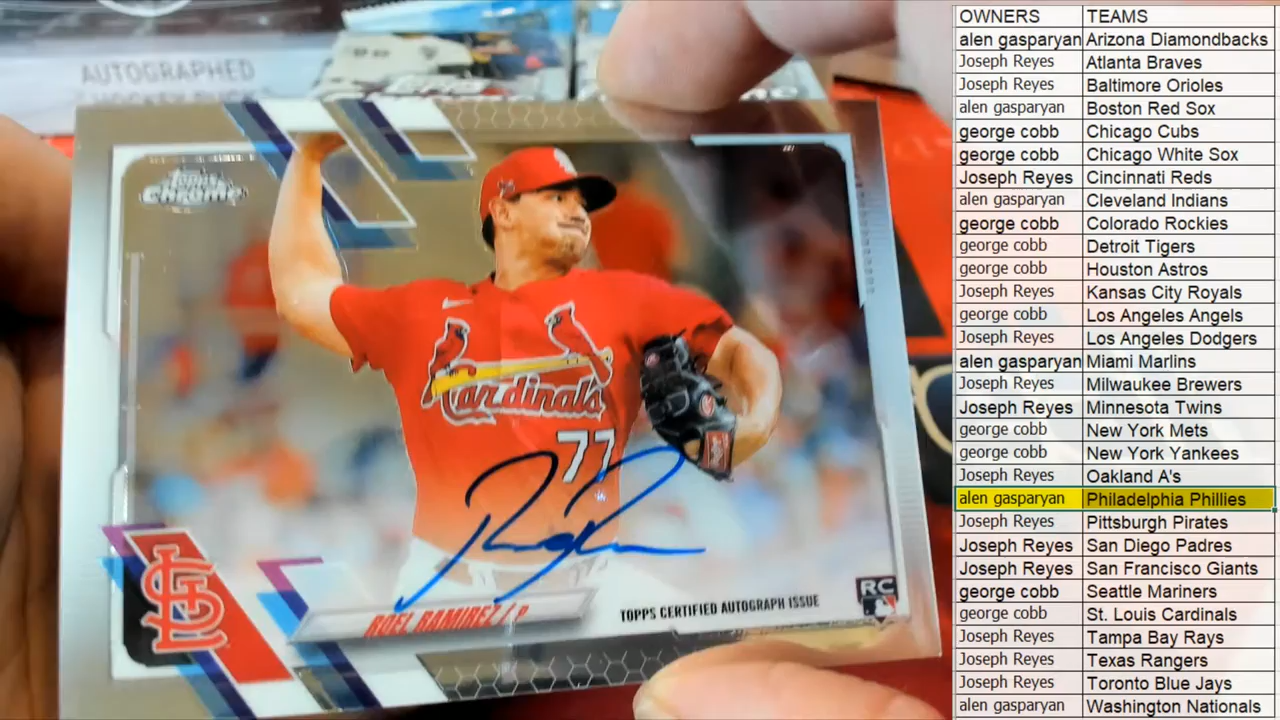 AUTOGRAPHED
Topps
CHROME
Cardinals
77
ROEL RAMIREZ / P
TOPPS CERTIFIED AUTOGRAPH ISSUE
RC
OWNERS TEAMS
alen gasparyan Arizona Diamondbacks
Joseph Reyes Atlanta Braves
Joseph Reyes Baltimore Orioles
alen gasparyan Boston Red Sox
george cobb Chicago Cubs
george cobb Chicago White Sox
Joseph Reyes Cincinnati Reds
alen gasparyan Cleveland Indians
george cobb Colorado Rockies
george cobb Detroit Tigers
george cobb Houston Astros
Joseph Reyes Kansas City Royals
george cobb Los Angeles Angels
Joseph Reyes Los Angeles Dodgers
alen gasparyan Miami Marlins
Joseph Reyes Milwaukee Brewers
Joseph Reyes Minnesota Twins
george cobb New York Mets
george cobb New York Yankees
Joseph Reyes Oakland A's
alen gasparyan Philadelphia Phillies
Joseph Reyes Pittsburgh Pirates
Joseph Reyes San Diego Padres
Joseph Reyes San Francisco Giants
george cobb Seattle Mariners
george cobb St. Louis Cardinals
Joseph Reyes Tampa Bay Rays
Joseph Reyes Texas Rangers
Joseph Reyes Toronto Blue Jays
alen gasparyan Washington Nationals